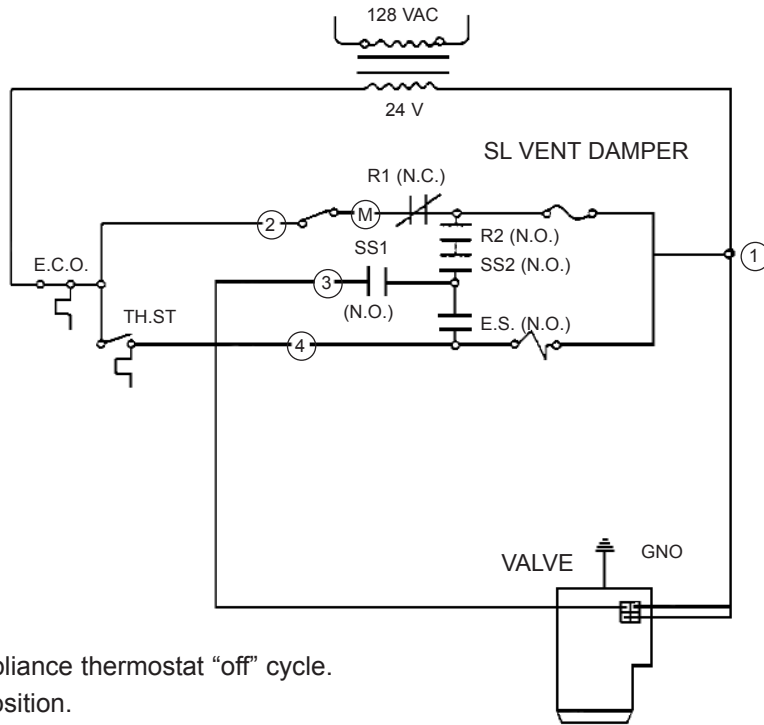 128 VAC
24 V
SL VENT DAMPER
R1 (N.C.)
2
M
R2 (N.O.)
1
E.C.O.
SS1
SS2 (N.O.)
3
(N.O.)
TH.ST
E.S. (N.O.)
4
VALVE
GNO
pliance thermostat “off” cycle.
osition.